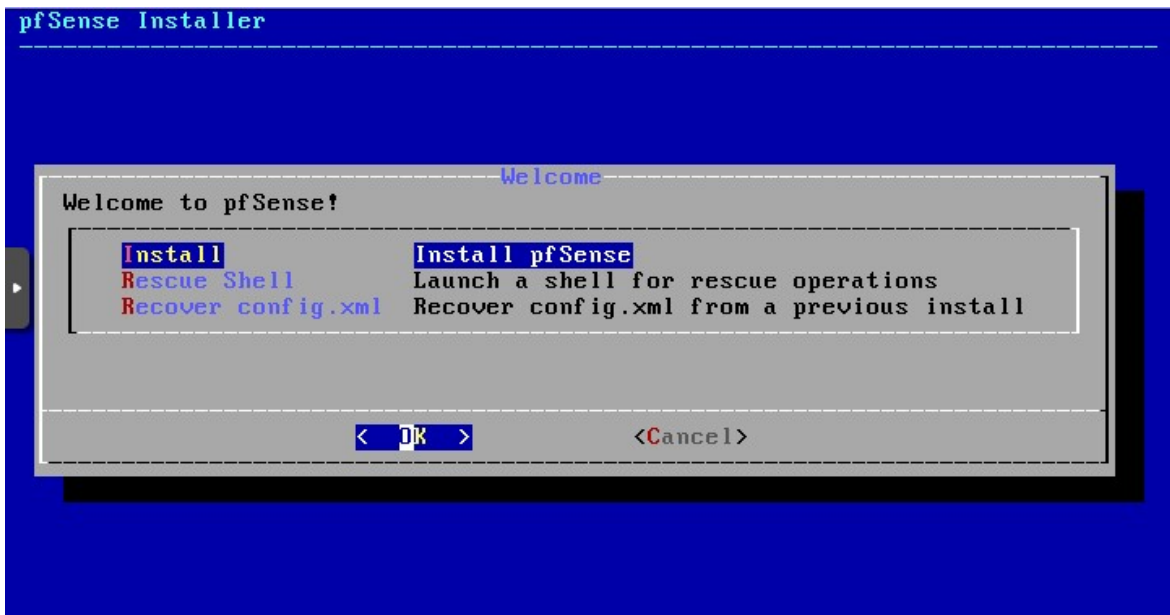 pfSense Installer
Welcome
Welcome to pfSense!
Install Install pfSense
Rescue Shell Launch a shell for rescue operations
Recover config.xml Recover config.xml from a previous install
< OK > <Cancel>